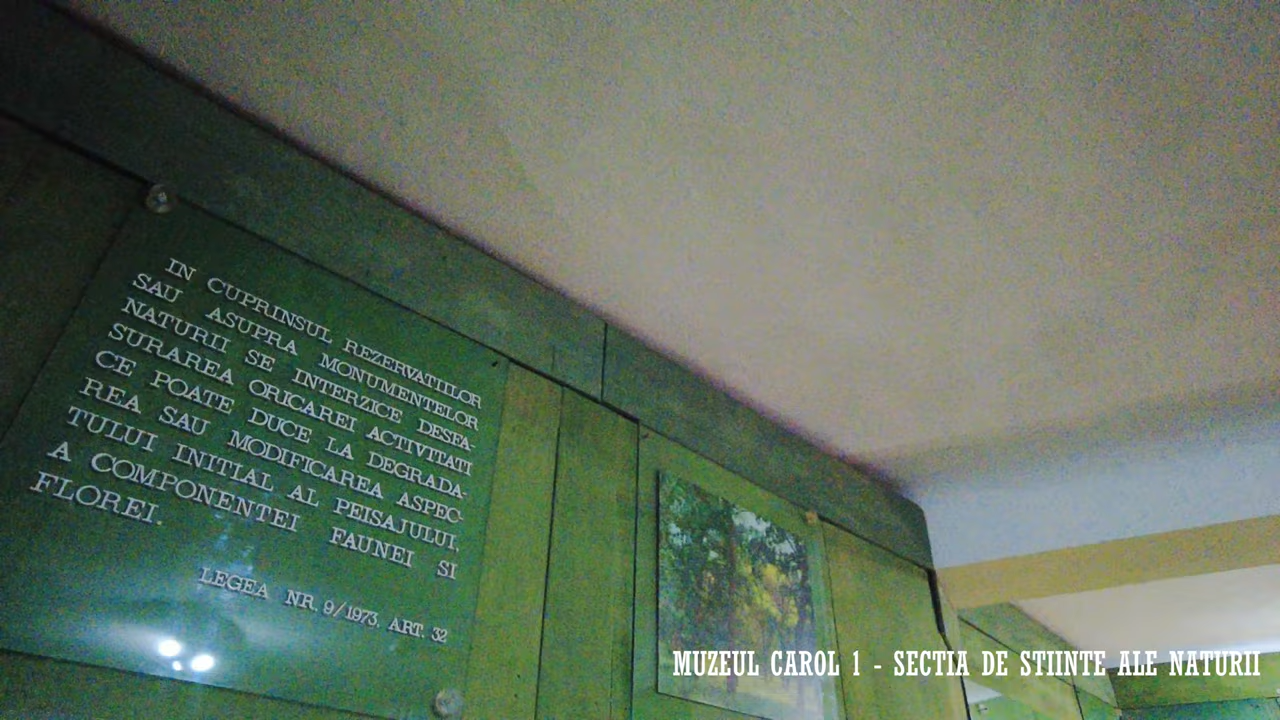 IN CUPRINSUL REZERVATIILOR
SAU ASUPRA MONUMENTELOR
NATURII SE INTERZICE DESFA-
SURAREA ORICAREI ACTIVITATI
CE POATE DUCE LA DEGRADA-
REA SAU MODIFICAREA ASPEC-
TULUI INITIAL AL PEISAJULUI,
A COMPONENTEI FAUNEI SI
FLOREI.
LEGEA NR. 9/1973, ART. 32
MUZEUL CAROL 1 - SECTIA DE STIINTE ALE NATURII